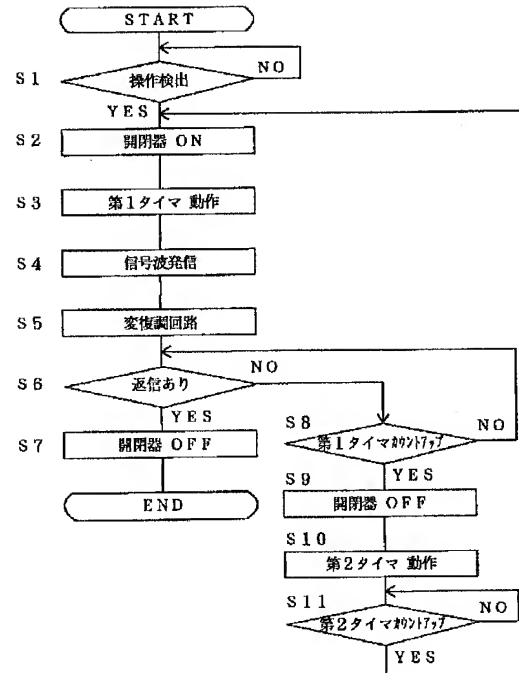 START
S1 操作検出 NO
YES
S2 開閉器 ON
S3 第1タイマ 動作
S4 信号波発信
S5 変復調回路
NO
S6 返信あり
YES
S7 開閉器 OFF
END
S8 第1タイマカウントアップ NO
YES
S9
開閉器 OFF
S10
第2タイマ 動作
S11
第2タイマカウントアップ NO
YES